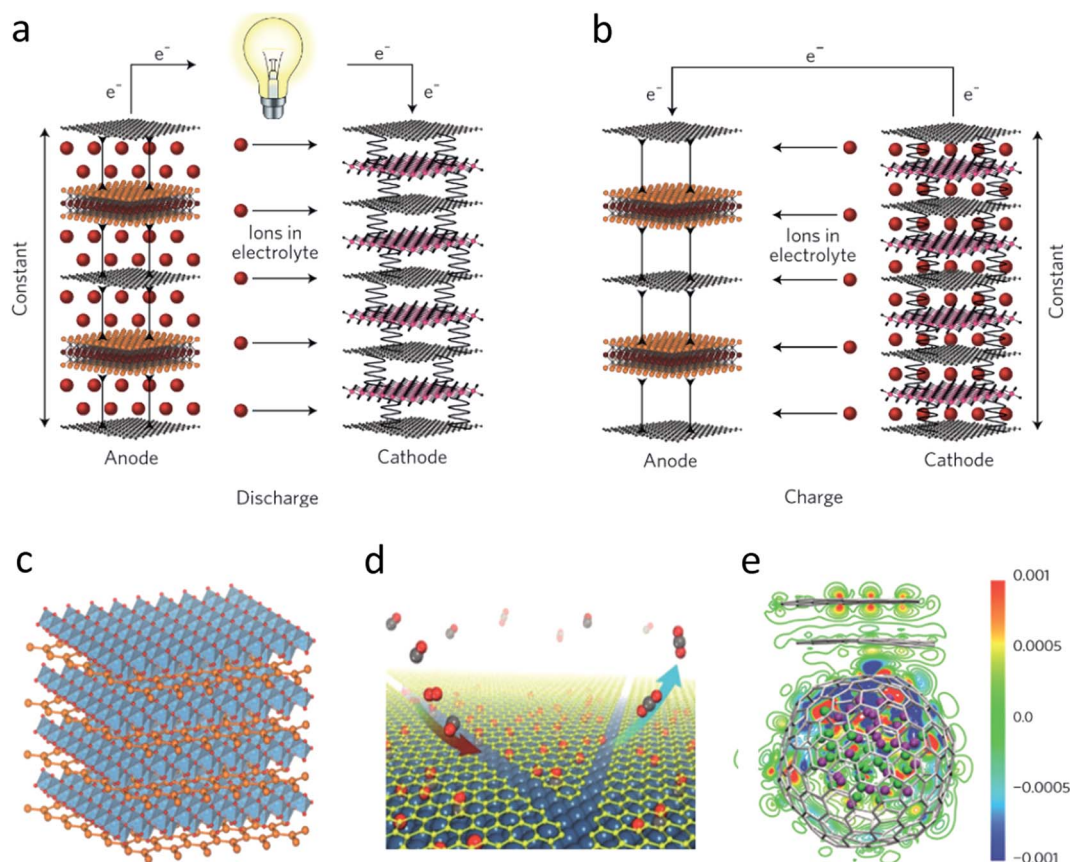 a
e⁻
e⁻
e⁻
e⁻
Constant
Ions in
electrolyte
Anode
Cathode
Discharge
b
e⁻
e⁻
e⁻
Ions in
electrolyte
Constant
Anode
Cathode
Charge
c
d
e
0.001
0.0005
0.0
−0.0005
−0.001